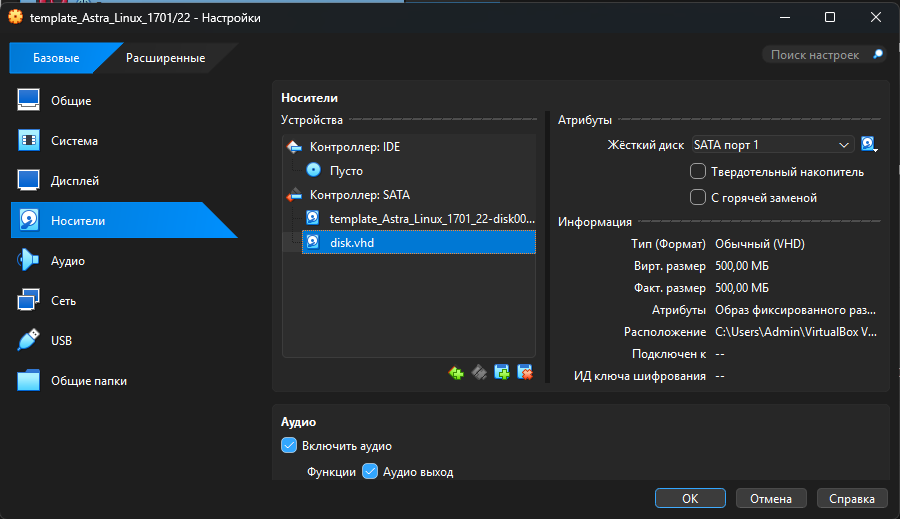 template_Astra_Linux_1701/22 - Настройки
Базовые
Расширенные
Поиск настроек
Общие
Система
Дисплей
Носители
Аудио
Сеть
USB
Общие папки
Носители
Устройства
Контроллер: IDE
Пусто
Контроллер: SATA
template_Astra_Linux_1701_22-disk00...
disk.vhd
Атрибуты
Жёсткий диск SATA порт 1
Твердотельный накопитель
С горячей заменой
Информация
Тип (Формат) Обычный (VHD)
Вирт. размер 500,00 МБ
Факт. размер 500,00 МБ
Атрибуты Образ фиксированного раз...
Расположение C:\Users\Admin\VirtualBox V...
Подключен к --
ИД ключа шифрования --
Аудио
Включить аудио
Функции Аудио выход
OK
Отмена
Справка